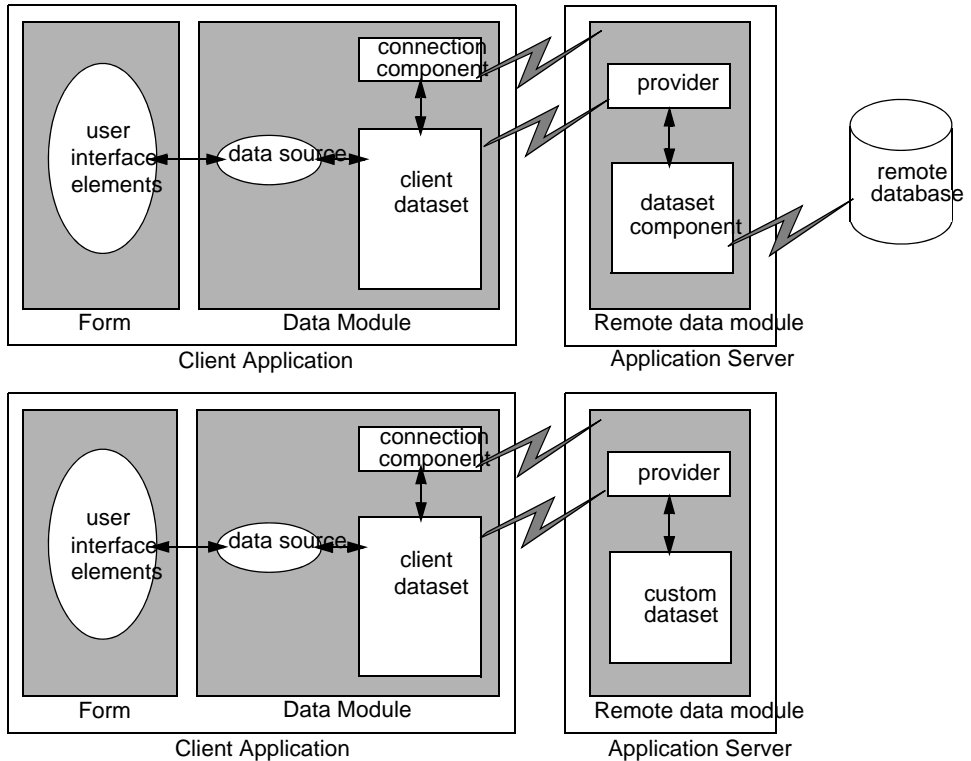 connection
component
provider
user
interface
elements
data source
client
dataset
dataset
component
remote
database
Form
Data Module
Remote data module
Client Application
Application Server
connection
component
provider
user
interface
elements
data source
client
dataset
custom
dataset
Form
Data Module
Remote data module
Client Application
Application Server